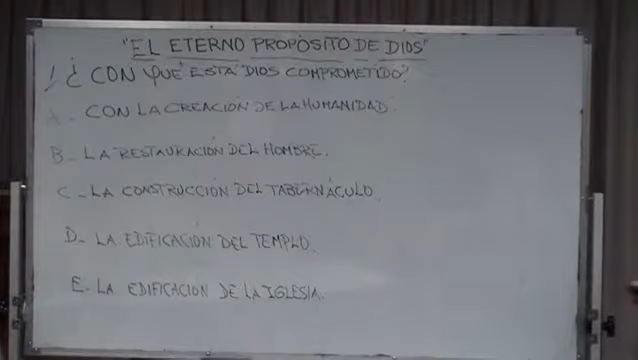 "EL ETERNO PROPÓSITO DE DIOS"
1 ¿CON QUÉ ESTÁ DIOS COMPROMETIDO?
A. CON LA CREACIÓN DE LA HUMANIDAD.
B- LA RESTAURACIÓN DEL HOMBRE.
C- LA CONSTRUCCIÓN DEL TABERNÁCULO.
D- LA EDIFICACIÓN DEL TEMPLO.
E- LA EDIFICACIÓN DE LA IGLESIA.